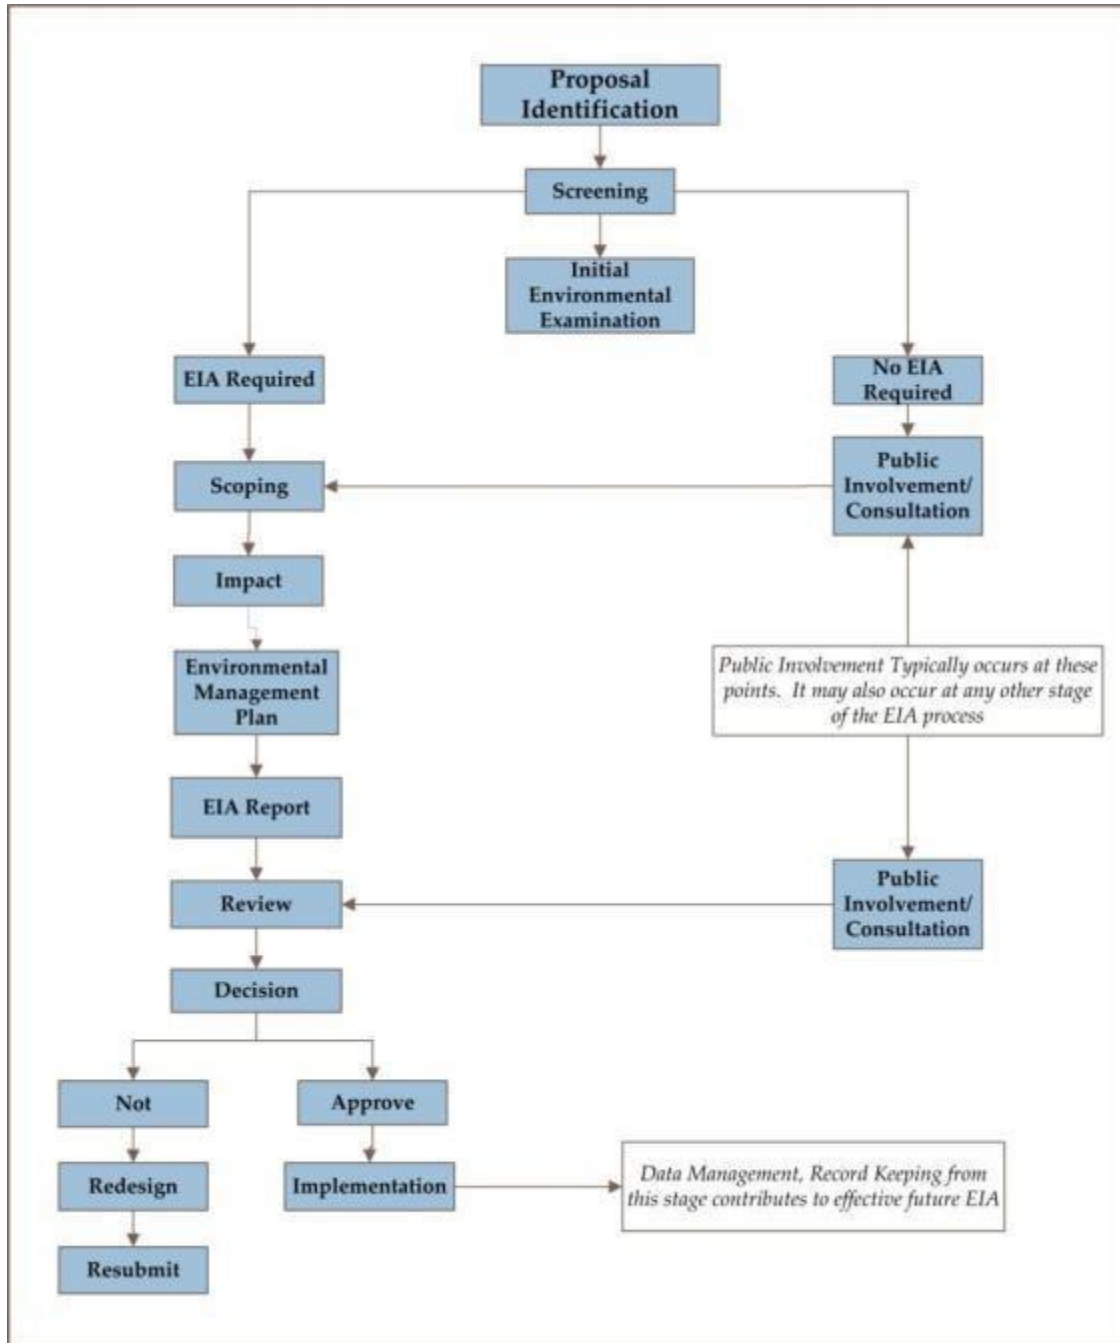 Proposal
Identification
Screening
Initial
Environmental
Examination
EIA Required
No EIA
Required
Scoping
Public
Involvement/
Consultation
Impact
Environmental
Management
Plan
Public Involvement Typically occurs at these
points.  It may also occur at any other stage
of the EIA process
EIA Report
Review
Public
Involvement/
Consultation
Decision
Not
Approve
Redesign
Implementation
Data Management, Record Keeping from
this stage contributes to effective future EIA
Resubmit